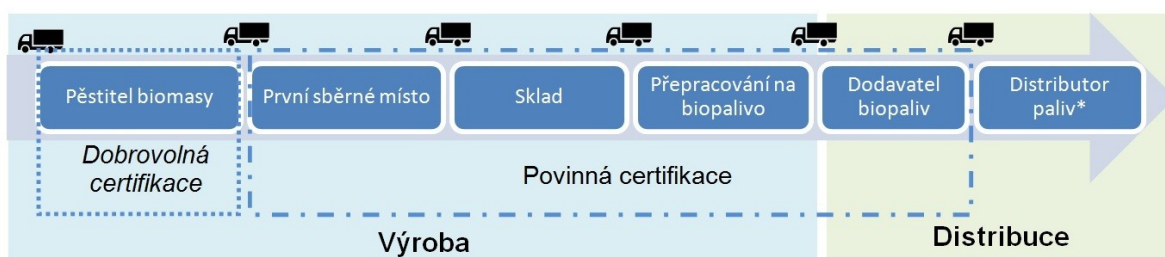 Pěstitel biomasy
První sběrné místo
Sklad
Přepracování na
biopalivo
Dodavatel
biopaliv
Distributor
paliv*
Dobrovolná
certifikace
Povinná certifikace
Výroba
Distribuce